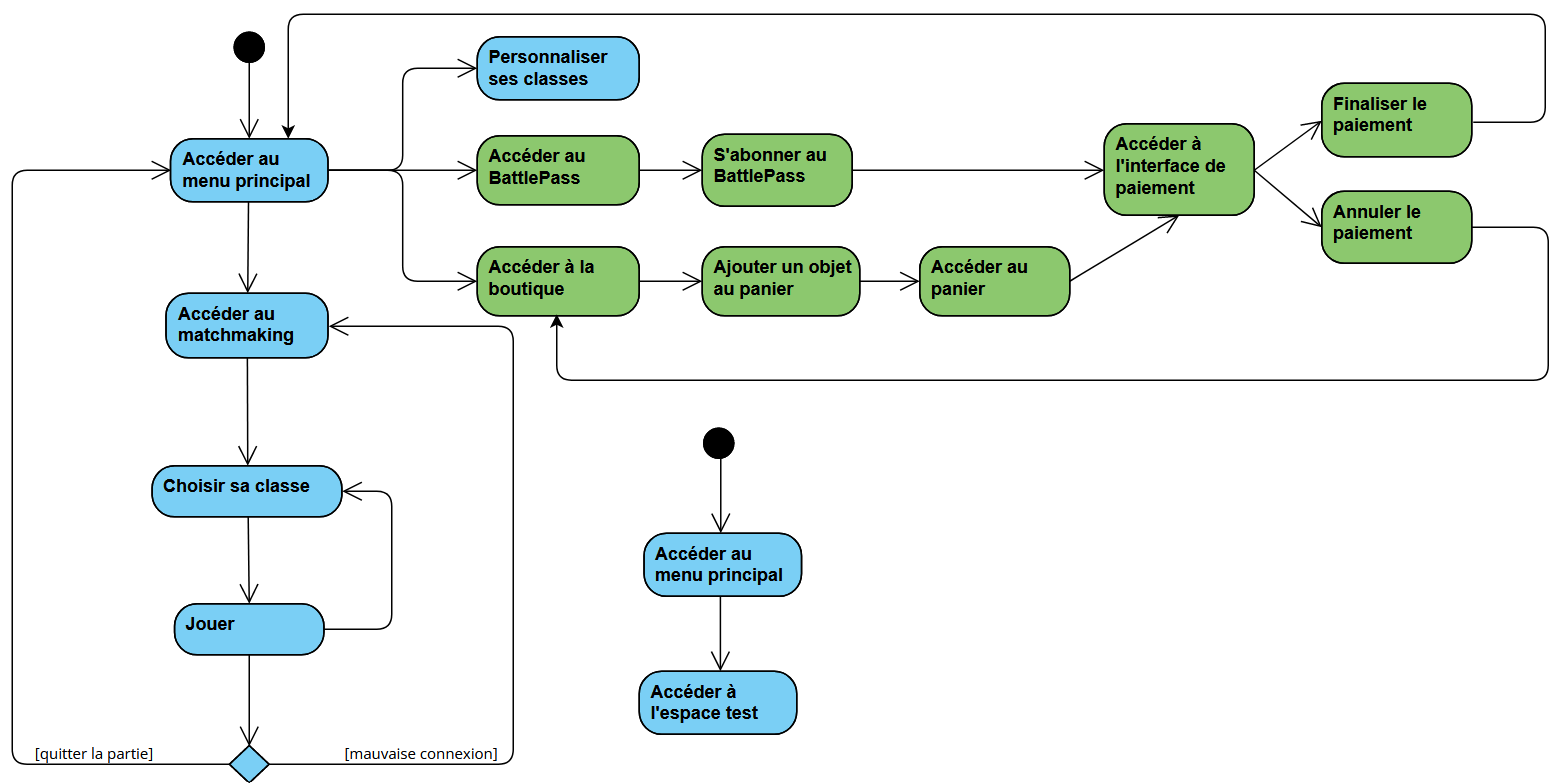 Personnaliser
ses classes
Finaliser le
paiement
Accéder au
menu principal
Accéder au
BattlePass
S'abonner au
BattlePass
Accéder à
l'interface de
paiement
Annuler le
paiement
Accéder à la
boutique
Ajouter un objet
au panier
Accéder au
panier
Accéder au
matchmaking
Choisir sa classe
Jouer
[quitter la partie]
[mauvaise connexion]
Accéder au
menu principal
Accéder à
l'espace test